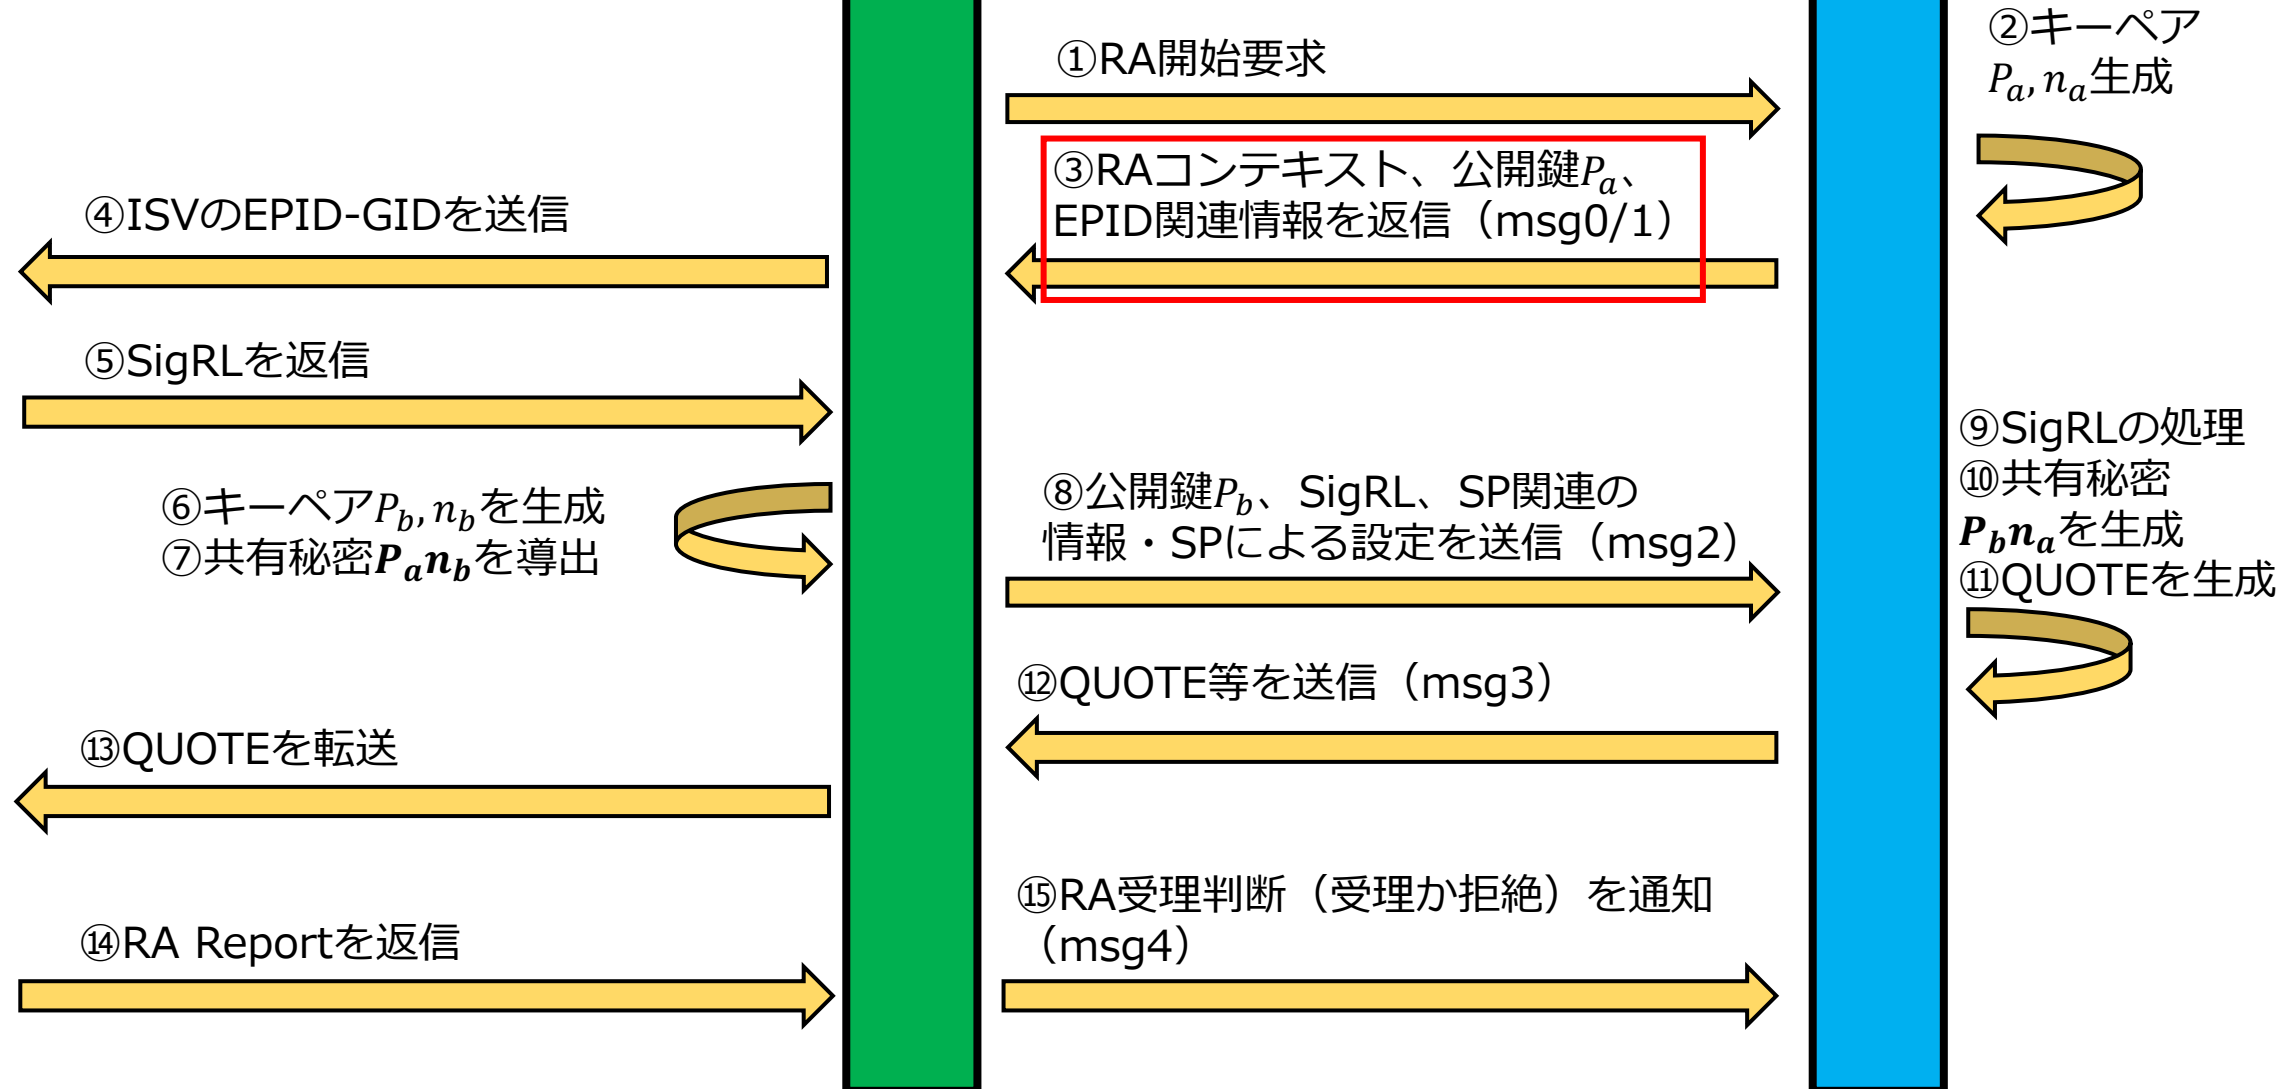 ①RA開始要求
②キーペア
P_a, n_a生成
③RAコンテキスト、公開鍵P_a、
EPID関連情報を返信（msg0/1）
④ISVのEPID-GIDを送信
⑤SigRLを返信
⑥キーペアP_b, n_bを生成
⑦共有秘密P_a n_bを導出
⑧公開鍵P_b、SigRL、SP関連の
情報・SPによる設定を送信（msg2）
⑨SigRLの処理
⑩共有秘密
P_b n_aを生成
⑪QUOTEを生成
⑫QUOTE等を送信（msg3）
⑬QUOTEを転送
⑭RA Reportを返信
⑮RA受理判断（受理か拒絶）を通知
（msg4）